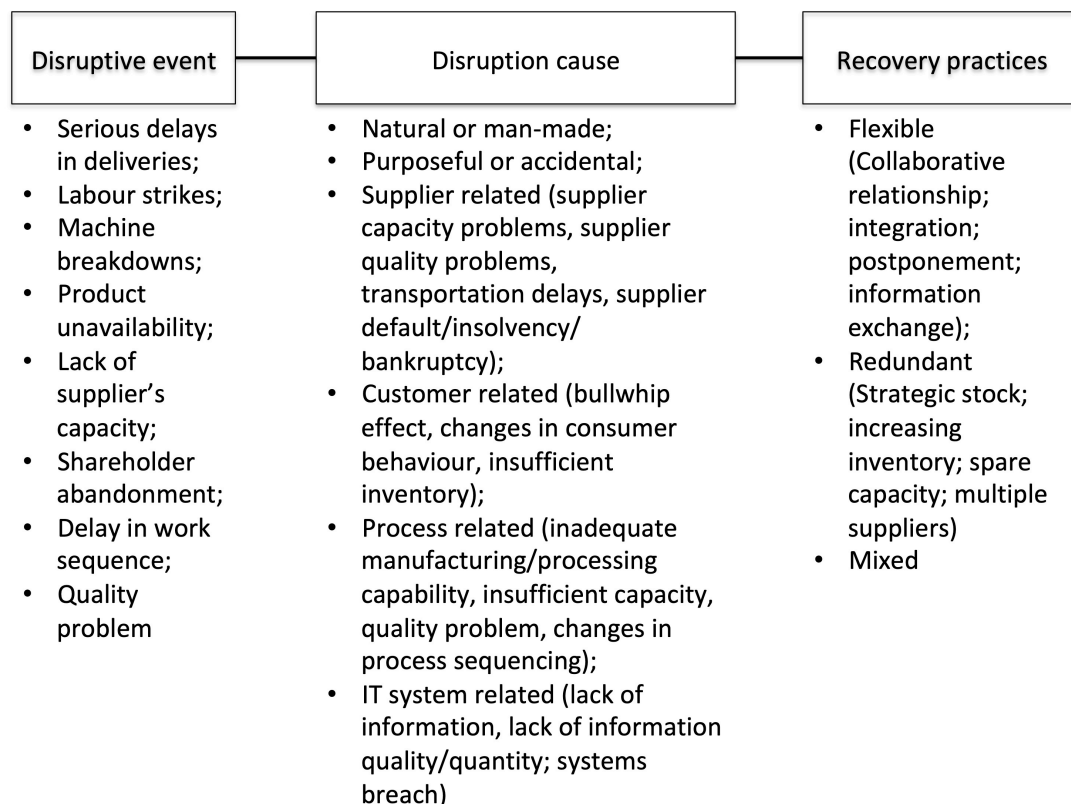 Disruptive event
Disruption cause
Recovery practices
• Serious delays
in deliveries;
• Labour strikes;
• Machine
breakdowns;
• Product
unavailability;
• Lack of
supplier’s
capacity;
• Shareholder
abandonment;
• Delay in work
sequence;
• Quality
problem
• Natural or man-made;
• Purposeful or accidental;
• Supplier related (supplier
capacity problems, supplier
quality problems,
transportation delays, supplier
default/insolvency/
bankruptcy);
• Customer related (bullwhip
effect, changes in consumer
behaviour, insufficient
inventory);
• Process related (inadequate
manufacturing/processing
capability, insufficient capacity,
quality problem, changes in
process sequencing);
• IT system related (lack of
information, lack of information
quality/quantity; systems
breach)
• Flexible
(Collaborative
relationship;
integration;
postponement;
information
exchange);
• Redundant
(Strategic stock;
increasing
inventory; spare
capacity; multiple
suppliers)
• Mixed